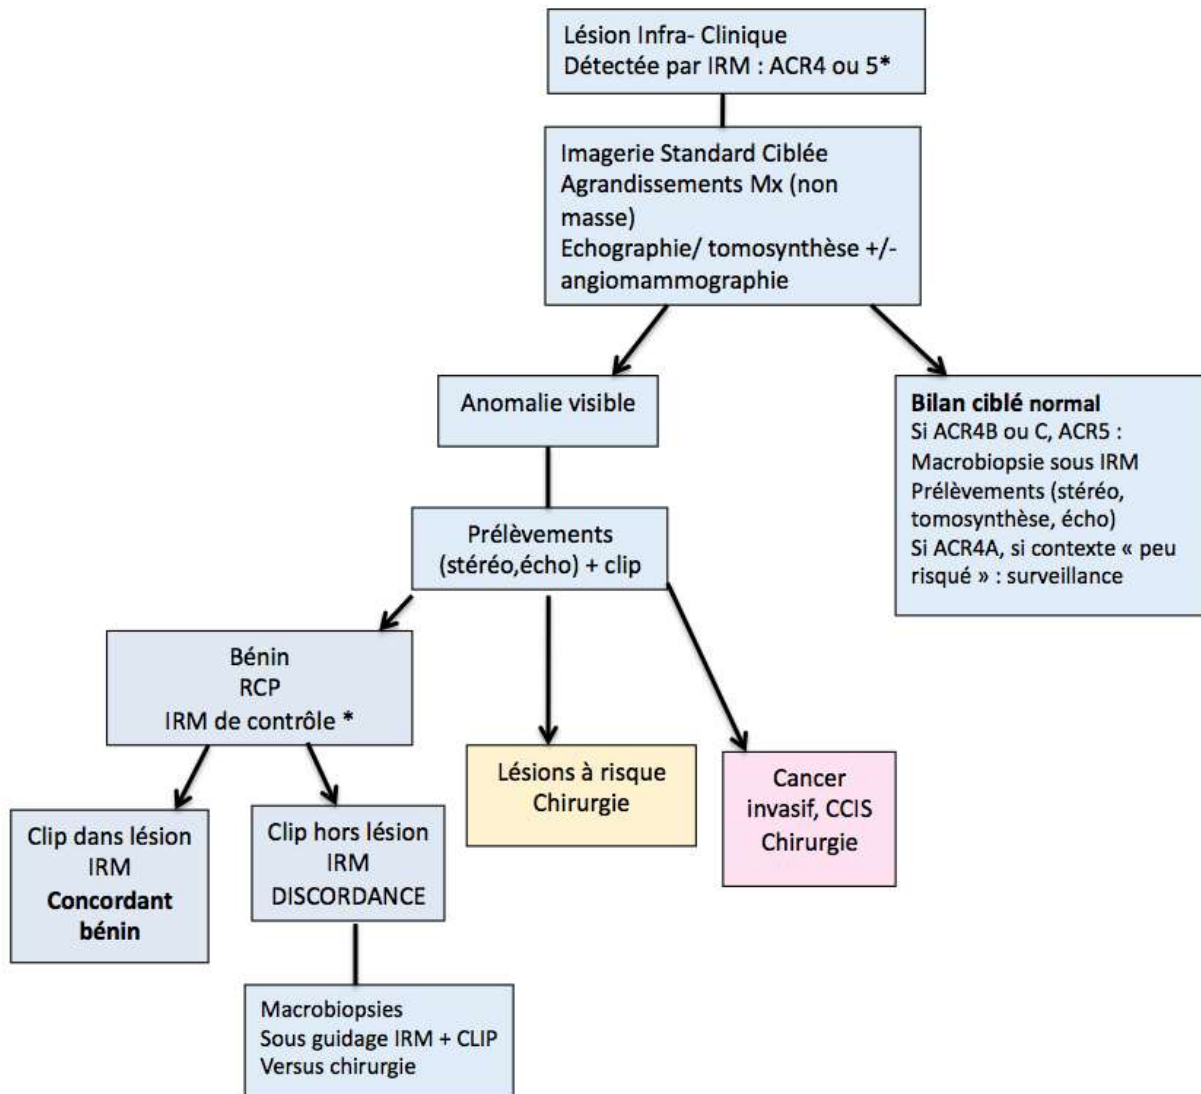 Lésion Infra- Clinique
Détectée par IRM : ACR4 ou 5*
Imagerie Standard Ciblée
Agrandissements Mx (non
masse)
Echographie/ tomosynthèse +/-
angiomammographie
Anomalie visible
Bilan ciblé normal
Si ACR4B ou C, ACR5 :
Macrobiopsie sous IRM
Prélèvements (stéréo,
tomosynthèse, écho)
Si ACR4A, si contexte « peu
risqué » : surveillance
Prélèvements
(stéréo,écho) + clip
Bénin
RCP
IRM de contrôle *
Lésions à risque
Chirurgie
Cancer
invasif, CCIS
Chirurgie
Clip dans lésion
IRM
Concordant
bénin
Clip hors lésion
IRM
DISCORDANCE
Macrobiopsies
Sous guidage IRM + CLIP
Versus chirurgie